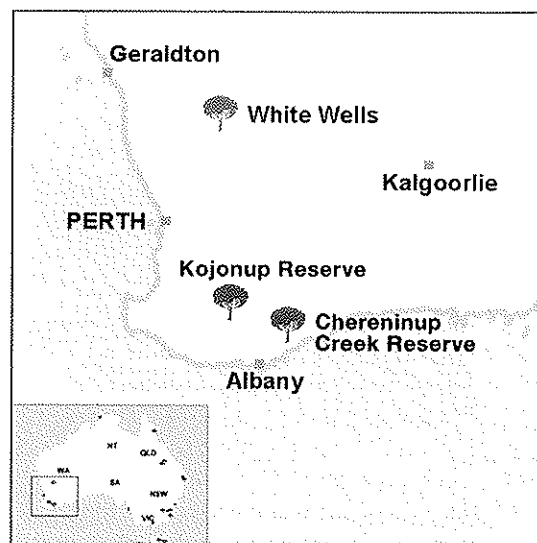 Geraldton
White Wells
Kalgoorlie
PERTH
Kojonup Reserve
Chereninup
Creek Reserve
Albany
NT
QLD
WA
SA
NSW
VIC